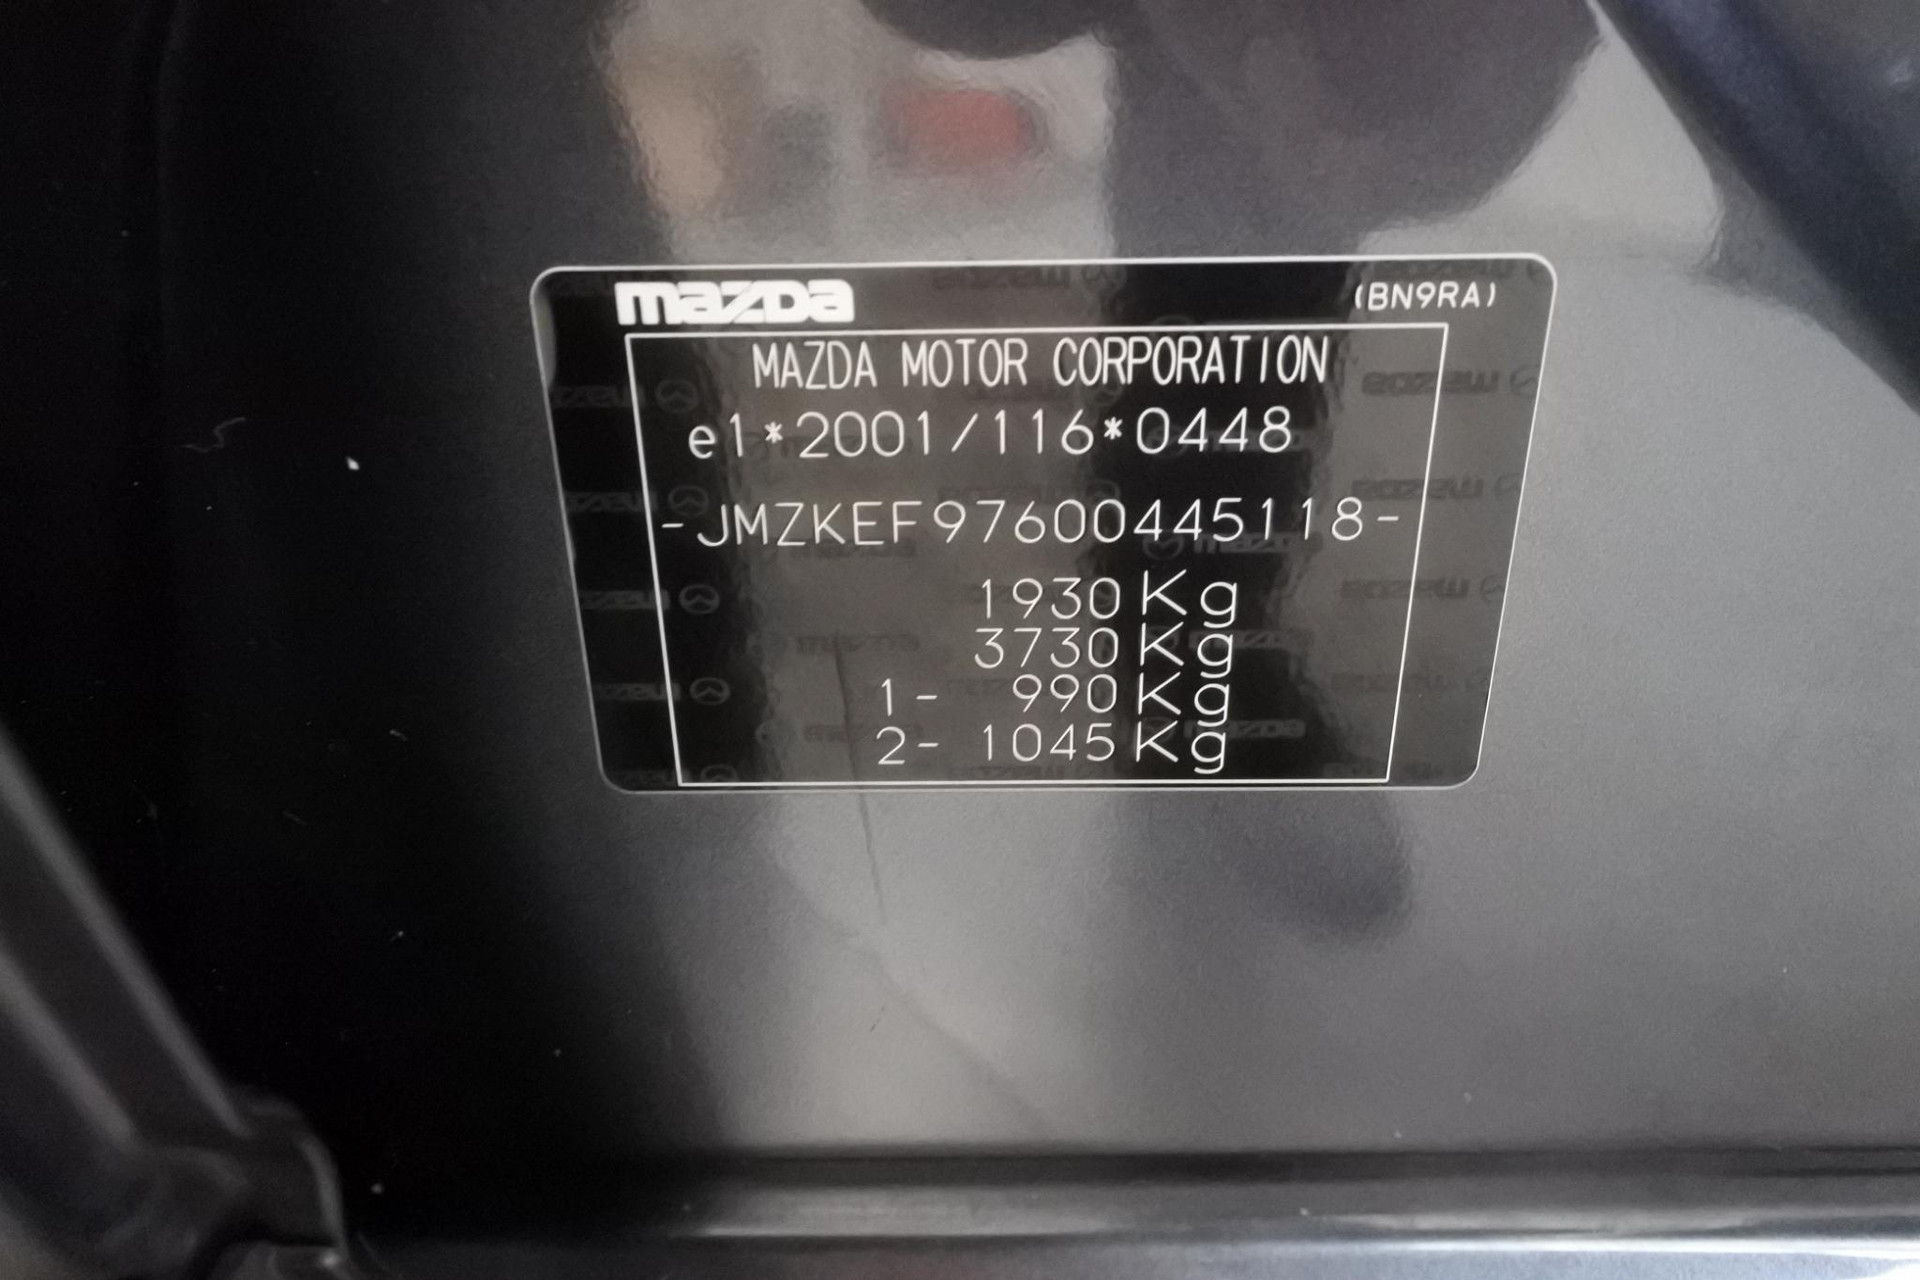 mazda (BN9RA)
MAZDA MOTOR CORPORATION
e1*2001/116*0448
-JMZKEF97600445118-
1930 Kg
3730 Kg
1- 990 Kg
2- 1045 Kg